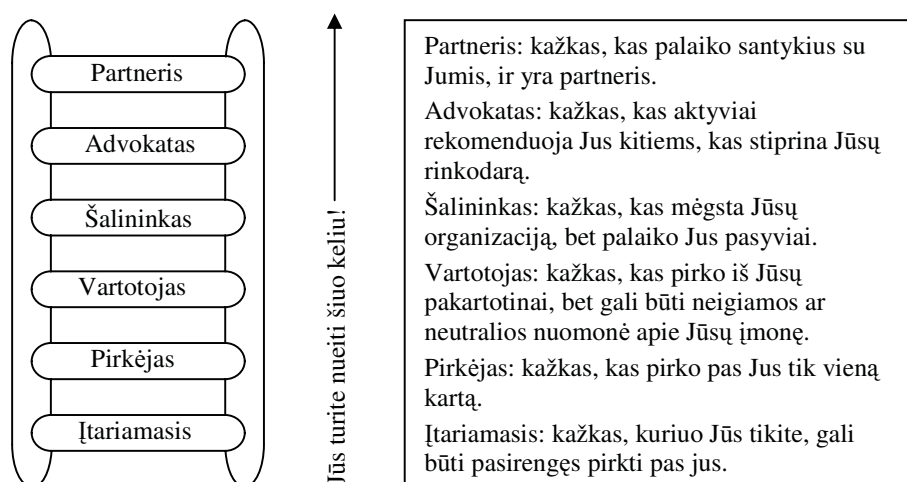 Partneris
Advokatas
Šalininkas
Vartotojas
Pirkėjas
Įtariamasis
Jūs turite nueiti šiuo keliu!
Partneris: kažkas, kas palaiko santykius su
Jumis, ir yra partneris.
Advokatas: kažkas, kas aktyviai
rekomenduoja Jus kitiems, kas stiprina Jūsų
rinkodarą.
Šalininkas: kažkas, kas mėgsta Jūsų
organizaciją, bet palaiko Jus pasyviai.
Vartotojas: kažkas, kas pirko iš Jūsų
pakartotinai, bet gali būti neigiamos ar
neutralios nuomonė apie Jūsų įmonę.
Pirkėjas: kažkas, kas pirko pas Jus tik vieną
kartą.
Įtariamasis: kažkas, kuriuo Jūs tikite, gali
būti pasirengęs pirkti pas jus.